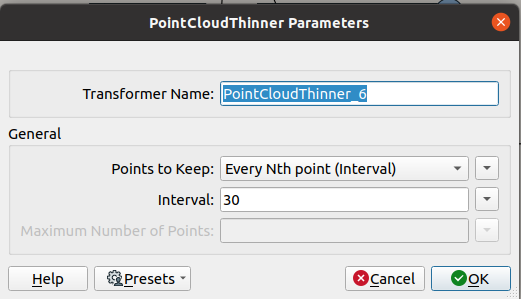 PointCloudThinner Parameters
Transformer Name: PointCloudThinner_6
General
Points to Keep: Every Nth point (Interval)
Interval: 30
Maximum Number of Points:
Help Presets Cancel OK